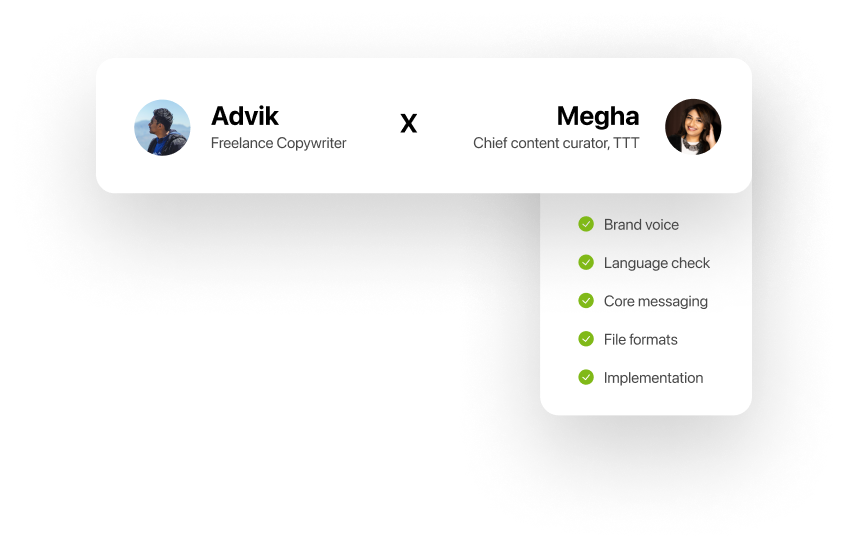 Advik
Freelance Copywriter
X
Megha
Chief content curator, TTT
Brand voice
Language check
Core messaging
File formats
Implementation